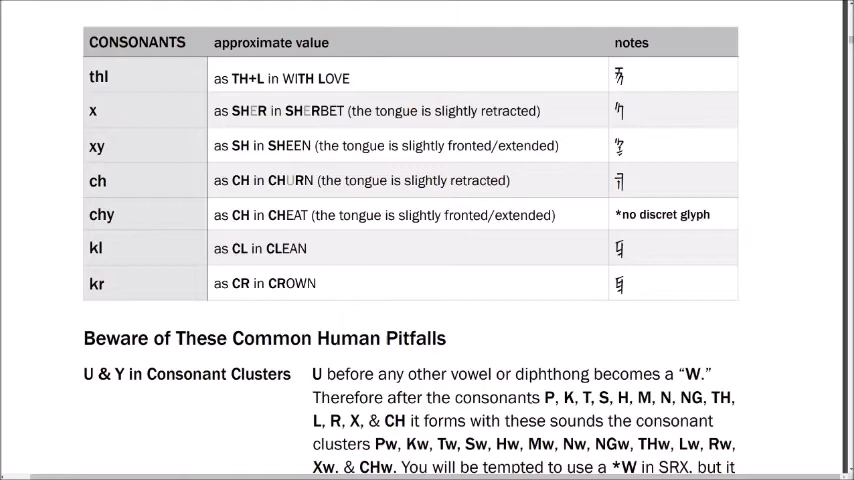 CONSONANTS approximate value notes
thl as TH+L in WITH LOVE
x as SHER in SHERBET (the tongue is slightly retracted)
xy as SH in SHEEN (the tongue is slightly fronted/extended)
ch as CH in CHURN (the tongue is slightly retracted)
chy as CH in CHEAT (the tongue is slightly fronted/extended) *no discret glyph
kl as CL in CLEAN
kr as CR in CROWN
Beware of These Common Human Pitfalls
U & Y in Consonant Clusters U before any other vowel or diphthong becomes a “W.”
Therefore after the consonants P, K, T, S, H, M, N, NG, TH,
L, R, X, & CH it forms with these sounds the consonant
clusters Pw, Kw, Tw, Sw, Hw, Mw, Nw, NGw, THw, Lw, Rw,
Xw, & CHw. You will be tempted to use a *W in SRX, but it